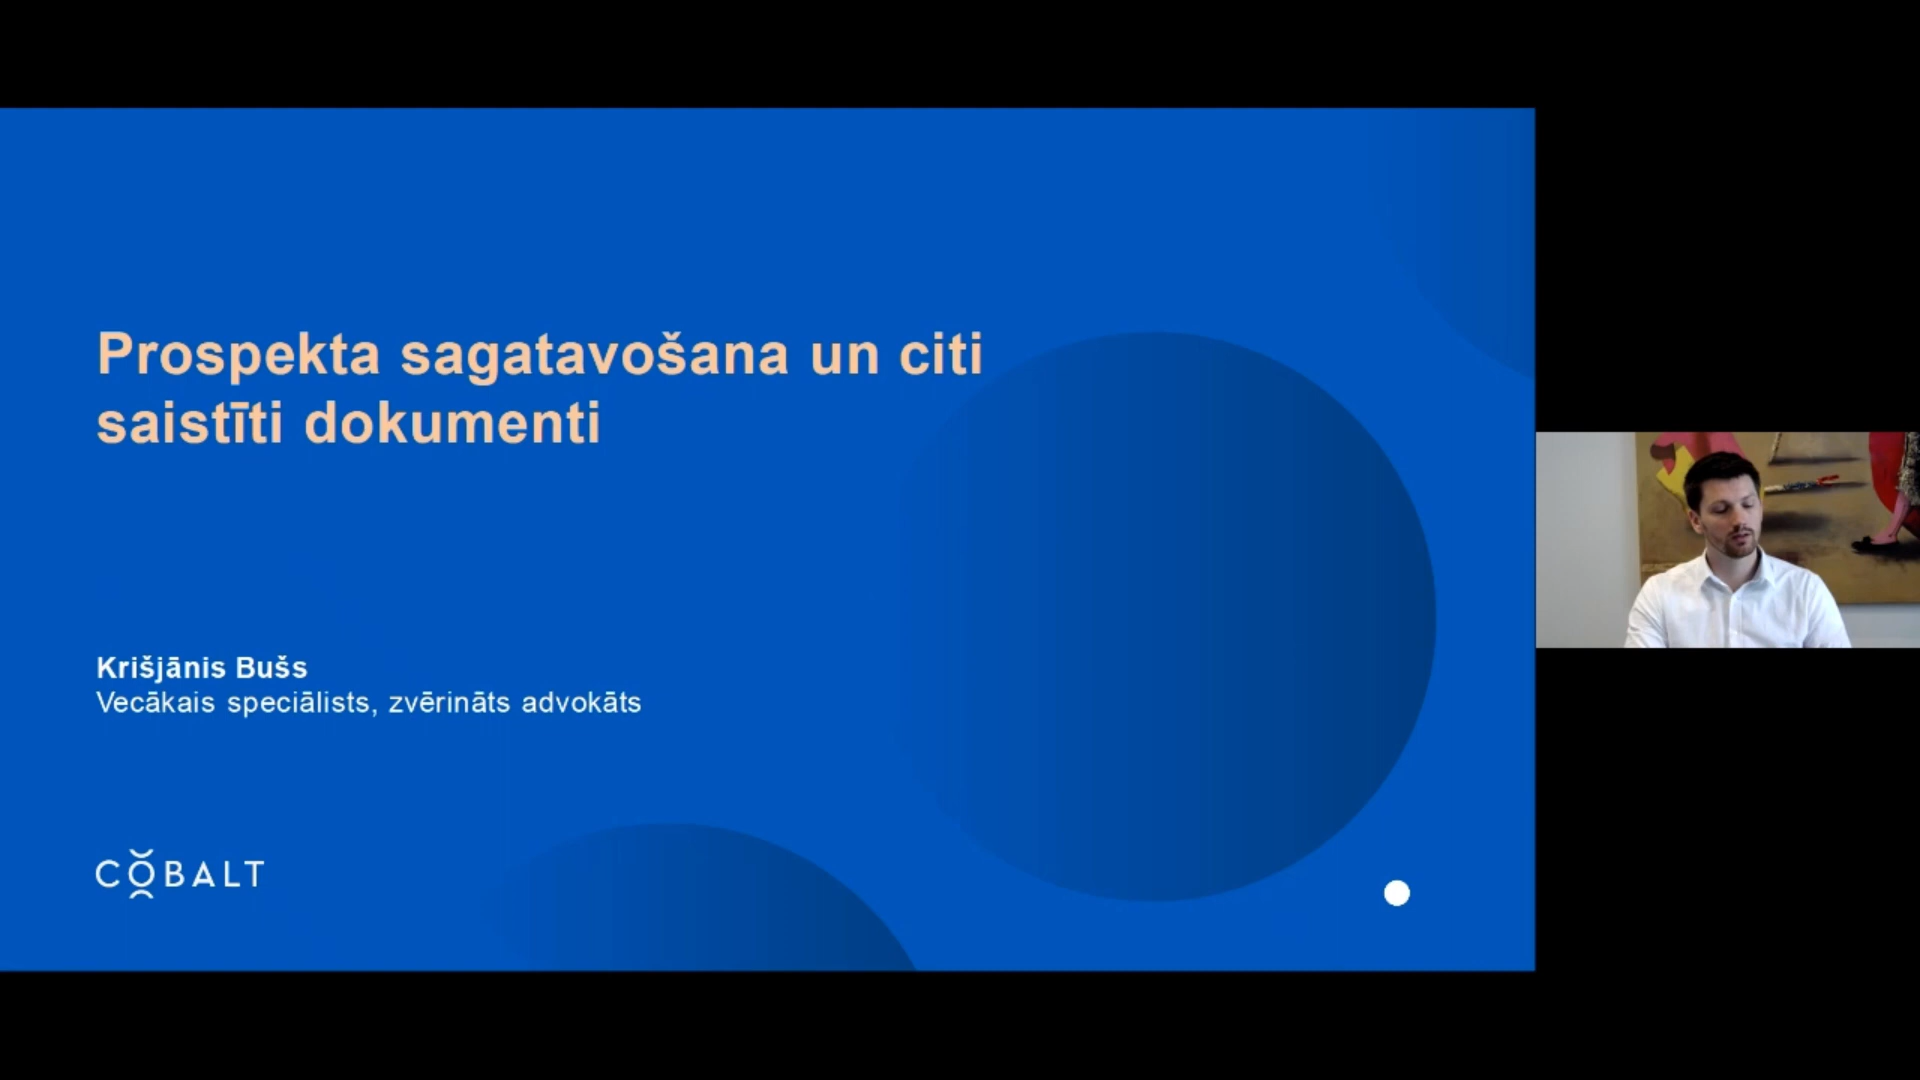 Prospekta sagatavošana un citi
saistīti dokumenti
Krišjānis Bušs
Vecākais speciālists, zvērināts advokāts
COBALT